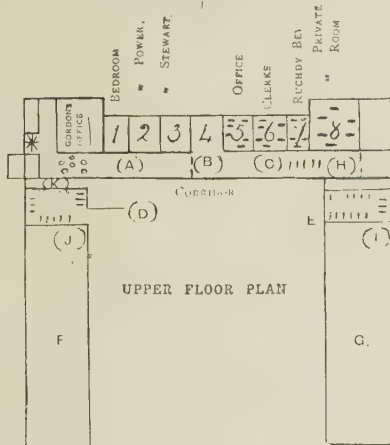 BEDROOM
" POWER.
" STEWART.
OFFICE
CLERKS
RUCHDY BEY
PRIVATE
" ROOM
GORDON'S
OFFICE
1 2 3 4 5 6 7 8
(A) (B) (C) (H)
(K)
CORRIDOR
(D)
E
(J) (I)
UPPER FLOOR PLAN
F G.